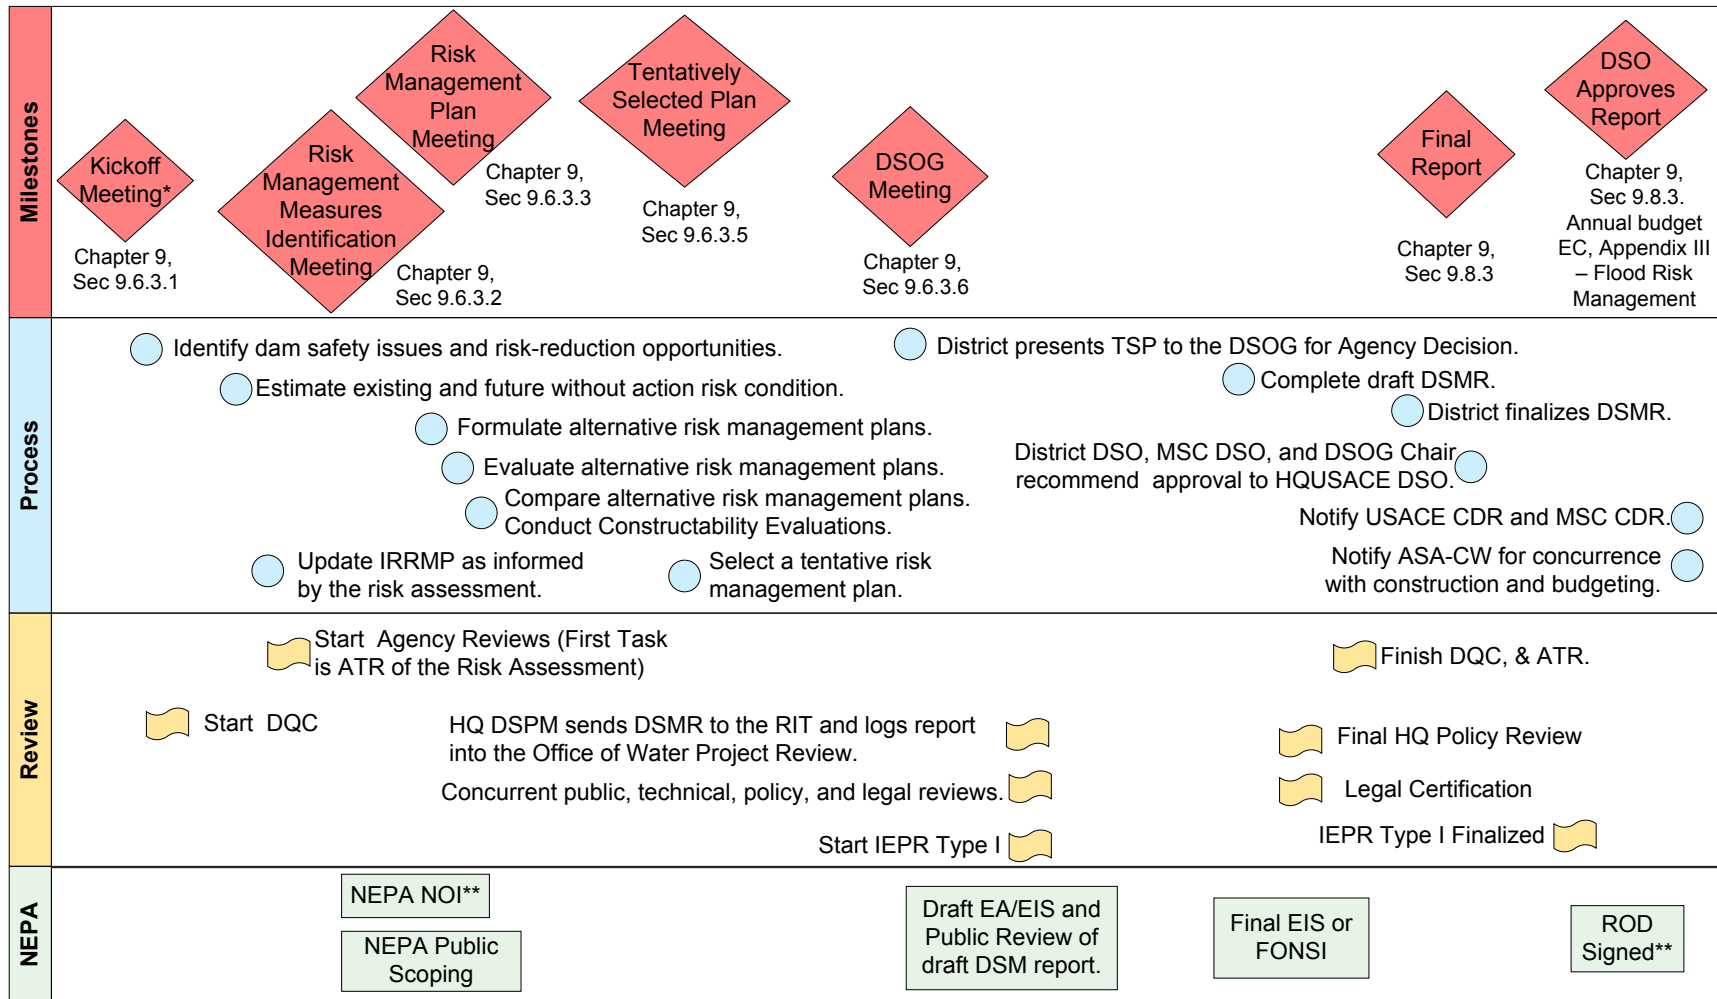 Milestones
Kickoff
Meeting*
Chapter 9,
Sec 9.6.3.1
Risk
Management
Measures
Identification
Meeting
Chapter 9,
Sec 9.6.3.2
Risk
Management
Plan
Meeting
Chapter 9,
Sec 9.6.3.3
Tentatively
Selected Plan
Meeting
Chapter 9,
Sec 9.6.3.5
DSOG
Meeting
Chapter 9,
Sec 9.6.3.6
Final
Report
Chapter 9,
Sec 9.8.3
DSO
Approves
Report
Chapter 9,
Sec 9.8.3.
Annual budget
EC, Appendix III
– Flood Risk
Management
Process
Identify dam safety issues and risk-reduction opportunities.
Estimate existing and future without action risk condition.
Formulate alternative risk management plans.
Evaluate alternative risk management plans.
Compare alternative risk management plans.
Conduct Constructability Evaluations.
Update IRRMP as informed
by the risk assessment.
Select a tentative risk
management plan.
District presents TSP to the DSOG for Agency Decision.
Complete draft DSMR.
District finalizes DSMR.
District DSO, MSC DSO, and DSOG Chair
recommend approval to HQUSACE DSO.
Notify USACE CDR and MSC CDR.
Notify ASA-CW for concurrence
with construction and budgeting.
Review
Start Agency Reviews (First Task
is ATR of the Risk Assessment)
Start DQC
HQ DSPM sends DSMR to the RIT and logs report
into the Office of Water Project Review.
Concurrent public, technical, policy, and legal reviews.
Start IEPR Type I
Finish DQC, & ATR.
Final HQ Policy Review
Legal Certification
IEPR Type I Finalized
NEPA
NEPA NOI**
NEPA Public
Scoping
Draft EA/EIS and
Public Review of
draft DSM report.
Final EIS or
FONSI
ROD
Signed**